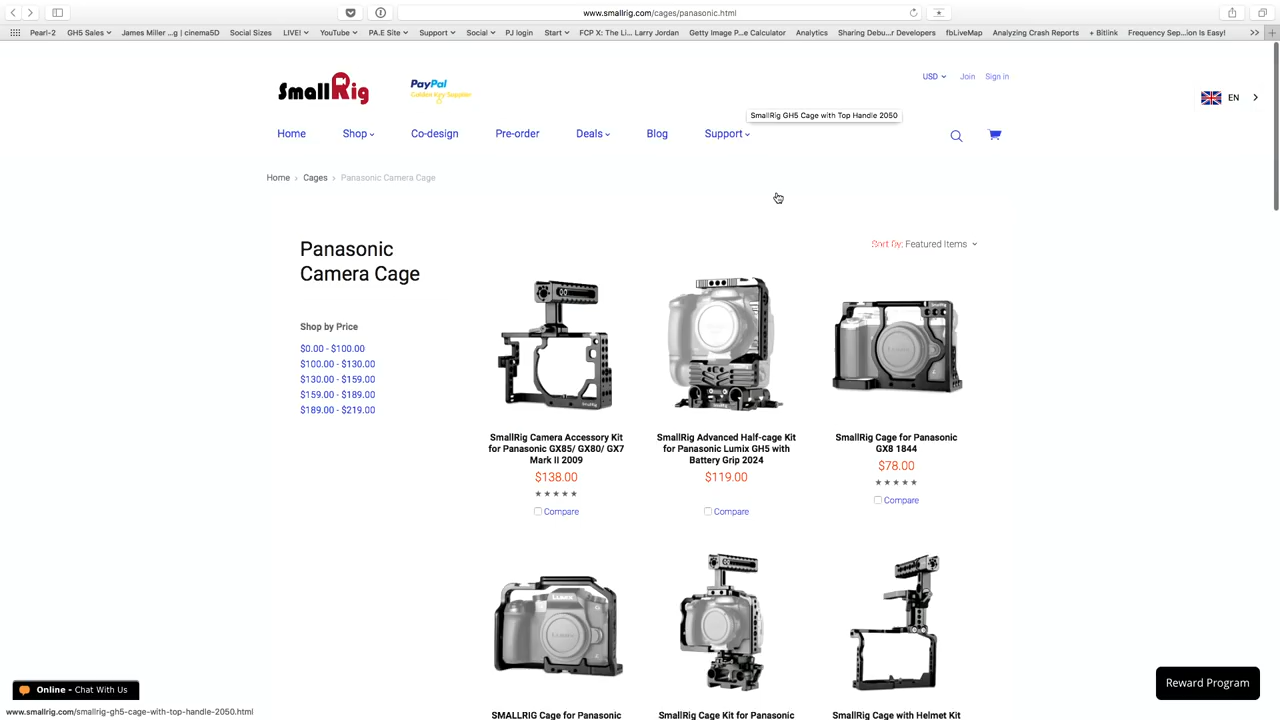 www.smallrig.com/cages/panasonic.html
Pearl-2 GH5 Sales James Miller ...g | cinema5D Social Sizes LIVE! YouTube PA.E Site Support Social PJ login Start FCP X: The Li... Larry Jordan Getty Image P...e Calculator Analytics Sharing Debu...r Developers fbLiveMap Analyzing Crash Reports + Bitlink Frequency Sep...ion Is Easy!
SmallRig
PayPal
USD Join Sign in
EN
SmallRig GH5 Cage with Top Handle 2050
Home Shop Co-design Pre-order Deals Blog Support
Home > Cages > Panasonic Camera Cage
Panasonic
Camera Cage
Sort By: Featured Items
Shop by Price
$0.00 - $100.00
$100.00 - $130.00
$130.00 - $159.00
$159.00 - $189.00
$189.00 - $219.00
SmallRig Camera Accessory Kit
for Panasonic GX85/ GX80/ GX7
Mark II 2009
$138.00
Compare
SmallRig Advanced Half-cage Kit
for Panasonic Lumix GH5 with
Battery Grip 2024
$119.00
Compare
SmallRig Cage for Panasonic
GX8 1844
$78.00
Compare
LUMIX
SMALLRIG Cage for Panasonic
SmallRig Cage Kit for Panasonic
SmallRig Cage with Helmet Kit
Online - Chat With Us
Reward Program
www.smallrig.com/smallrig-gh5-cage-with-top-handle-2050.html